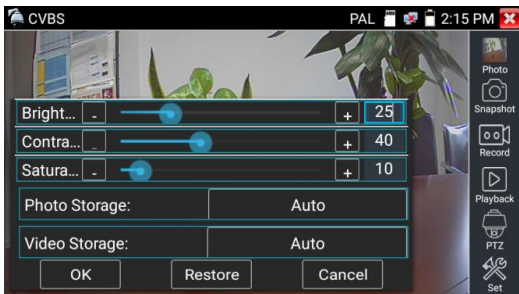 CVBS PAL 2:15 PM
Photo
Snapshot
Bright... - + 25
Contra... - + 40
Record
Satura... - + 10
Playback
Photo Storage: Auto
Video Storage: Auto
PTZ
OK Restore Cancel
Set